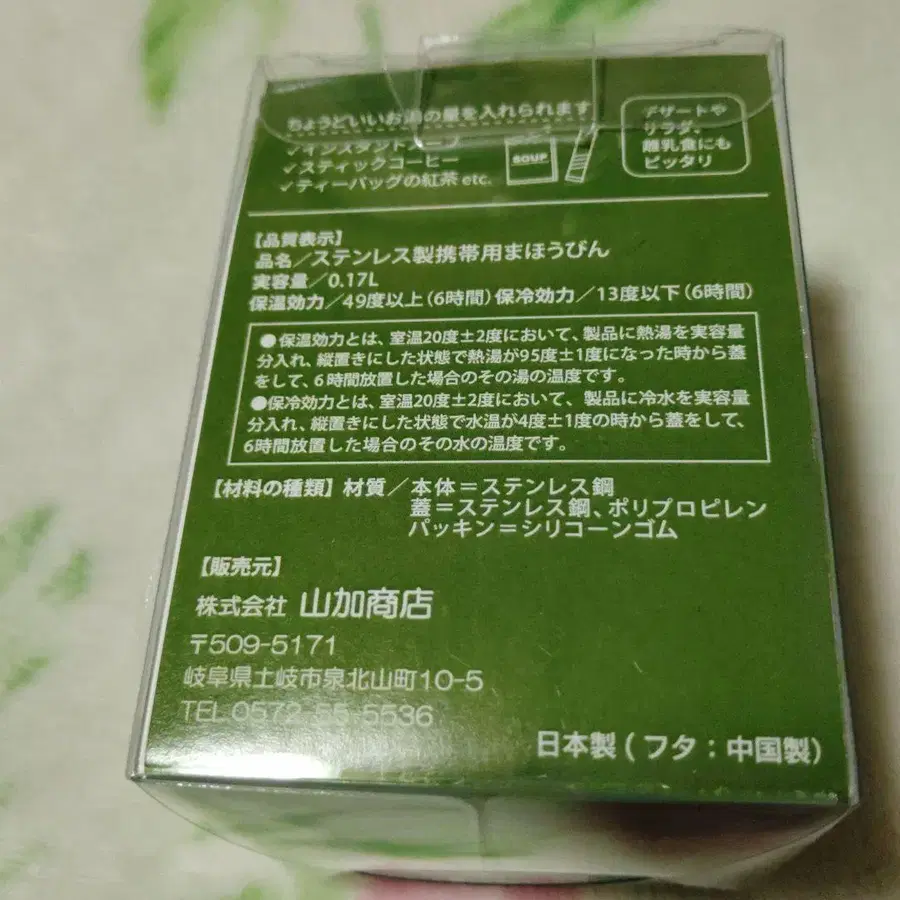 ちょうどいいお湯の量を入れられます
✓インスタントスープ
✓スティックコーヒー
✓ティーバッグの紅茶 etc.
SOUP
デザートや
サラダ、
離乳食にも
ピッタリ
【品質表示】
品名／ステンレス製携帯用まほうびん
実容量／0.17L
保温効力／49度以上(6時間) 保冷効力／13度以下(6時間)
●保温効力とは、室温20度±2度において、製品に熱湯を実容量
分入れ、縦置きにした状態で熱湯が95度±1度になった時から蓋
をして、6時間放置した場合のその湯の温度です。
●保冷効力とは、室温20度±2度において、製品に冷水を実容量
分入れ、縦置きにした状態で水温が4度±1度の時から蓋をして、
6時間放置した場合のその水の温度です。
【材料の種類】材質／本体＝ステンレス鋼
蓋＝ステンレス鋼、ポリプロピレン
パッキン＝シリコーンゴム
【販売元】
株式会社 山加商店
〒509-5171
岐阜県土岐市泉北山町10-5
TEL 0572-55-5536
日本製(フタ：中国製)